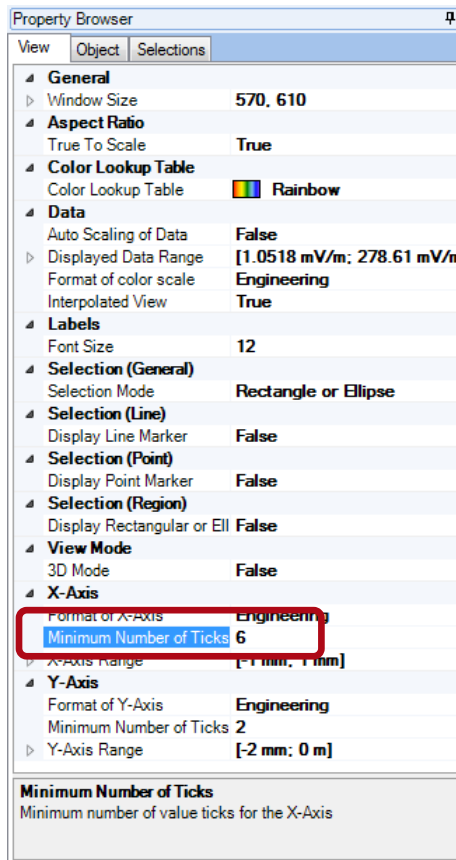 Property Browser
View Object Selections
General
Window Size 570, 610
Aspect Ratio
True To Scale True
Color Lookup Table
Color Lookup Table Rainbow
Data
Auto Scaling of Data False
Displayed Data Range [1.0518 mV/m; 278.61 mV/m
Format of color scale Engineering
Interpolated View True
Labels
Font Size 12
Selection (General)
Selection Mode Rectangle or Ellipse
Selection (Line)
Display Line Marker False
Selection (Point)
Display Point Marker False
Selection (Region)
Display Rectangular or Ell False
View Mode
3D Mode False
X-Axis
Format of X-Axis Engineering
Minimum Number of Ticks 6
X-Axis Range [-1 mm; 1 mm]
Y-Axis
Format of Y-Axis Engineering
Minimum Number of Ticks 2
Y-Axis Range [-2 mm; 0 m]
Minimum Number of Ticks
Minimum number of value ticks for the X-Axis